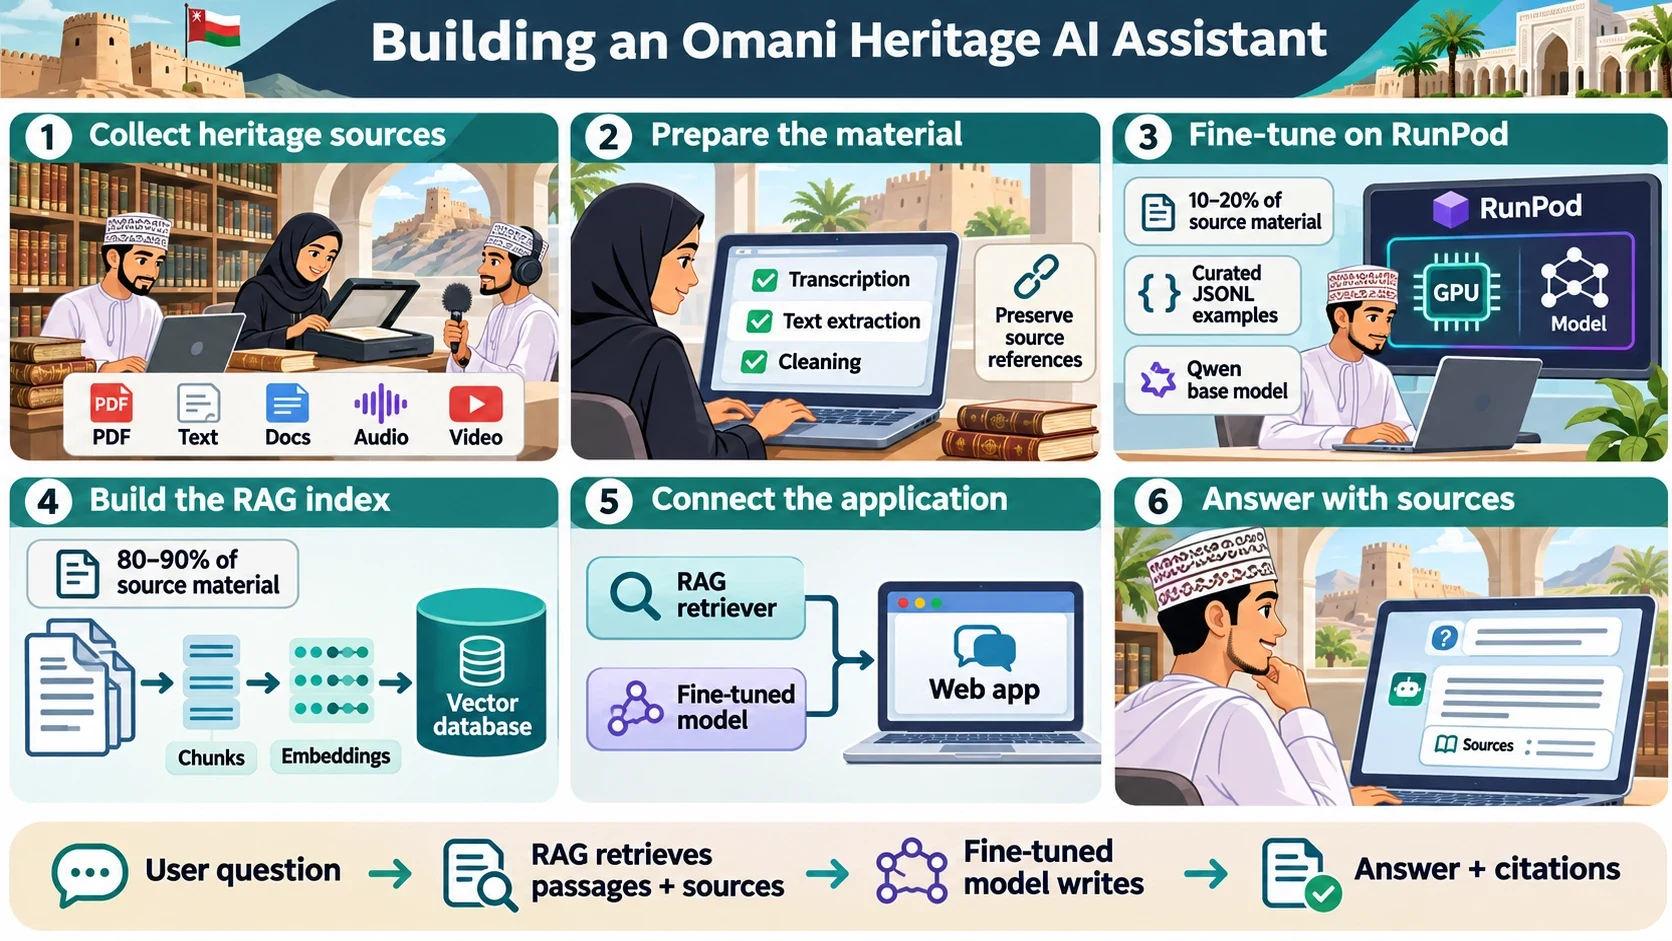 Building an Omani Heritage AI Assistant
1 Collect heritage sources
PDF
PDF
Text
Docs
Audio
Video
2 Prepare the material
Transcription
Text extraction
Cleaning
Preserve
source
references
3 Fine-tune on RunPod
10–20% of
source material
{ } Curated
JSONL
examples
Qwen
base model
RunPod
GPU
Model
4 Build the RAG index
80–90% of
source material
Chunks
Embeddings
Vector
database
5 Connect the application
RAG
retriever
Fine-tuned
model
Web app
6 Answer with sources
?
Sources
User question
RAG retrieves
passages + sources
Fine-tuned
model writes
Answer + citations